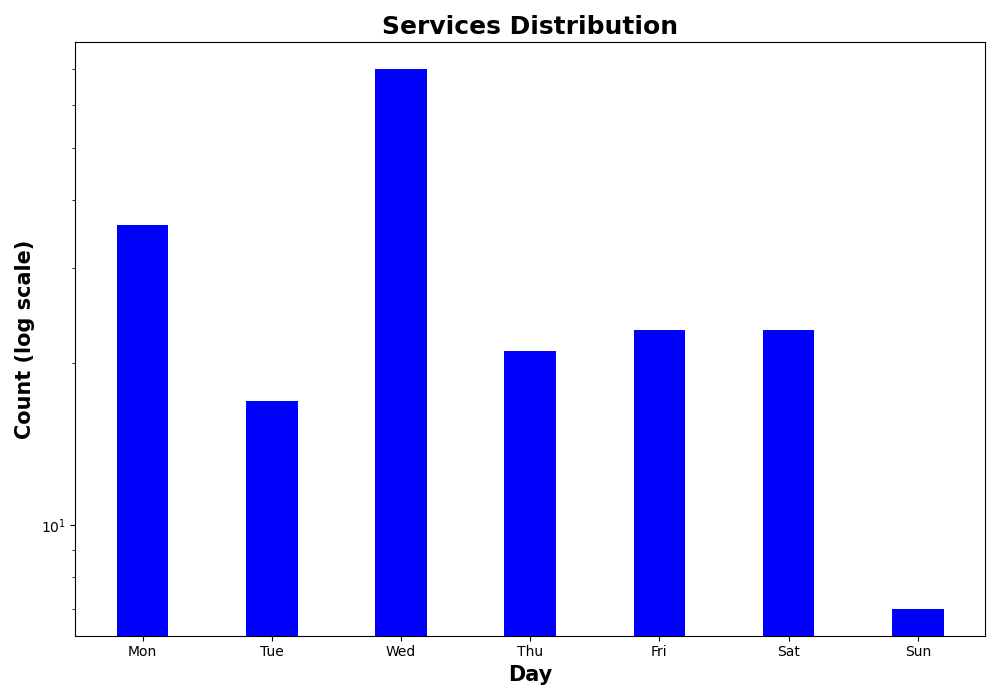 Services Distribution
Count (log scale)
10¹
Mon Tue Wed Thu Fri Sat Sun
Day